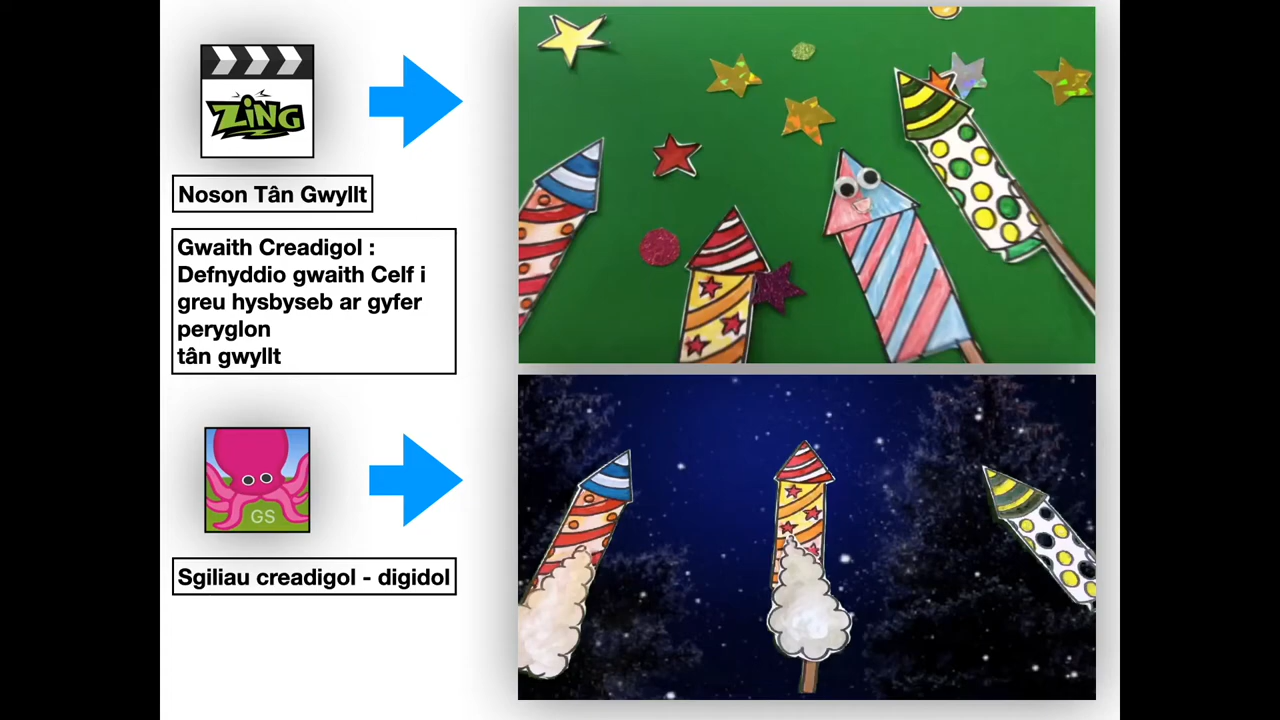 ZING
Noson Tân Gwyllt
Gwaith Creadigol :
Defnyddio gwaith Celf i
greu hysbyseb ar gyfer
peryglon
tân gwyllt
GS
Sgiliau creadigol - digidol